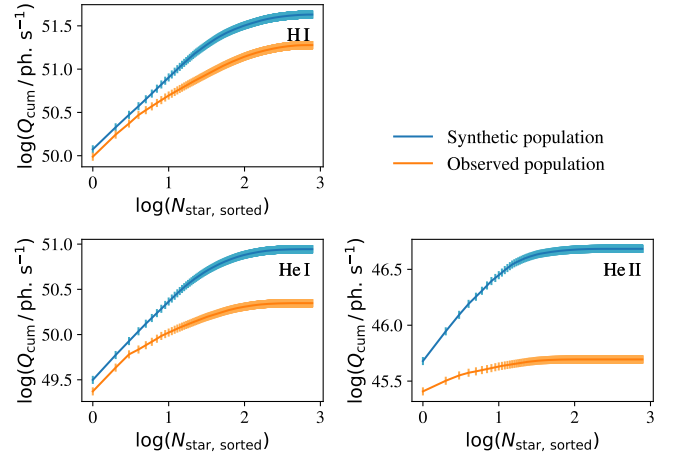 51.5
51.0
50.5
50.0
log(Q_cum / ph. s⁻¹)
H I
0
1
2
3
log(N_star, sorted)
Synthetic population
Observed population
51.0
50.5
50.0
49.5
log(Q_cum / ph. s⁻¹)
He I
0
1
2
3
log(N_star, sorted)
46.5
46.0
45.5
log(Q_cum / ph. s⁻¹)
He II
0
1
2
3
log(N_star, sorted)